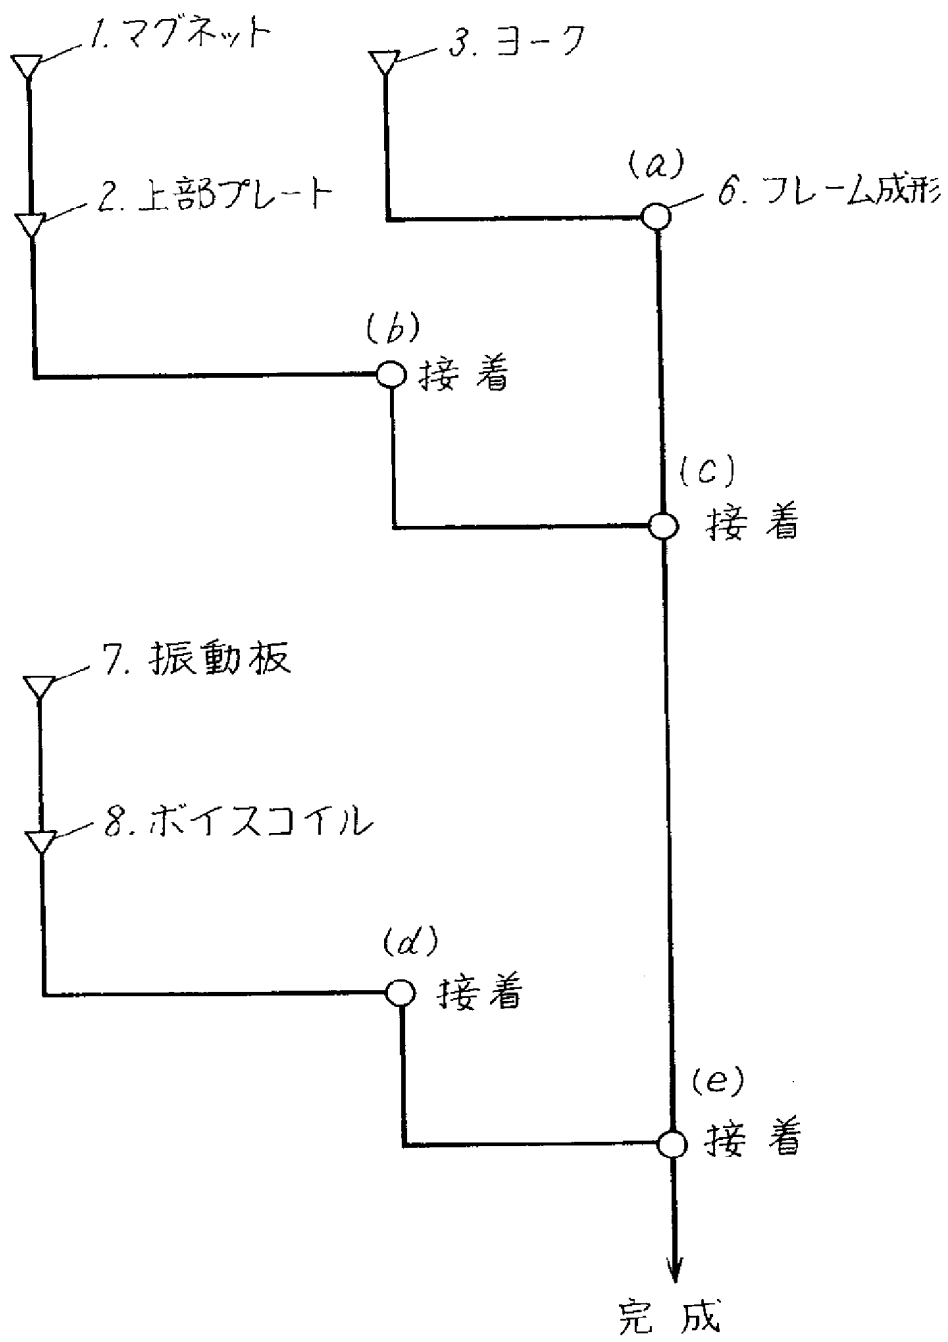 1. マグネット
3. ヨーク
(a)
2. 上部プレート
6. フレーム成形
(b)
接着
(c)
接着
7. 振動板
8. ボイスコイル
(d)
接着
(e)
接着
完成